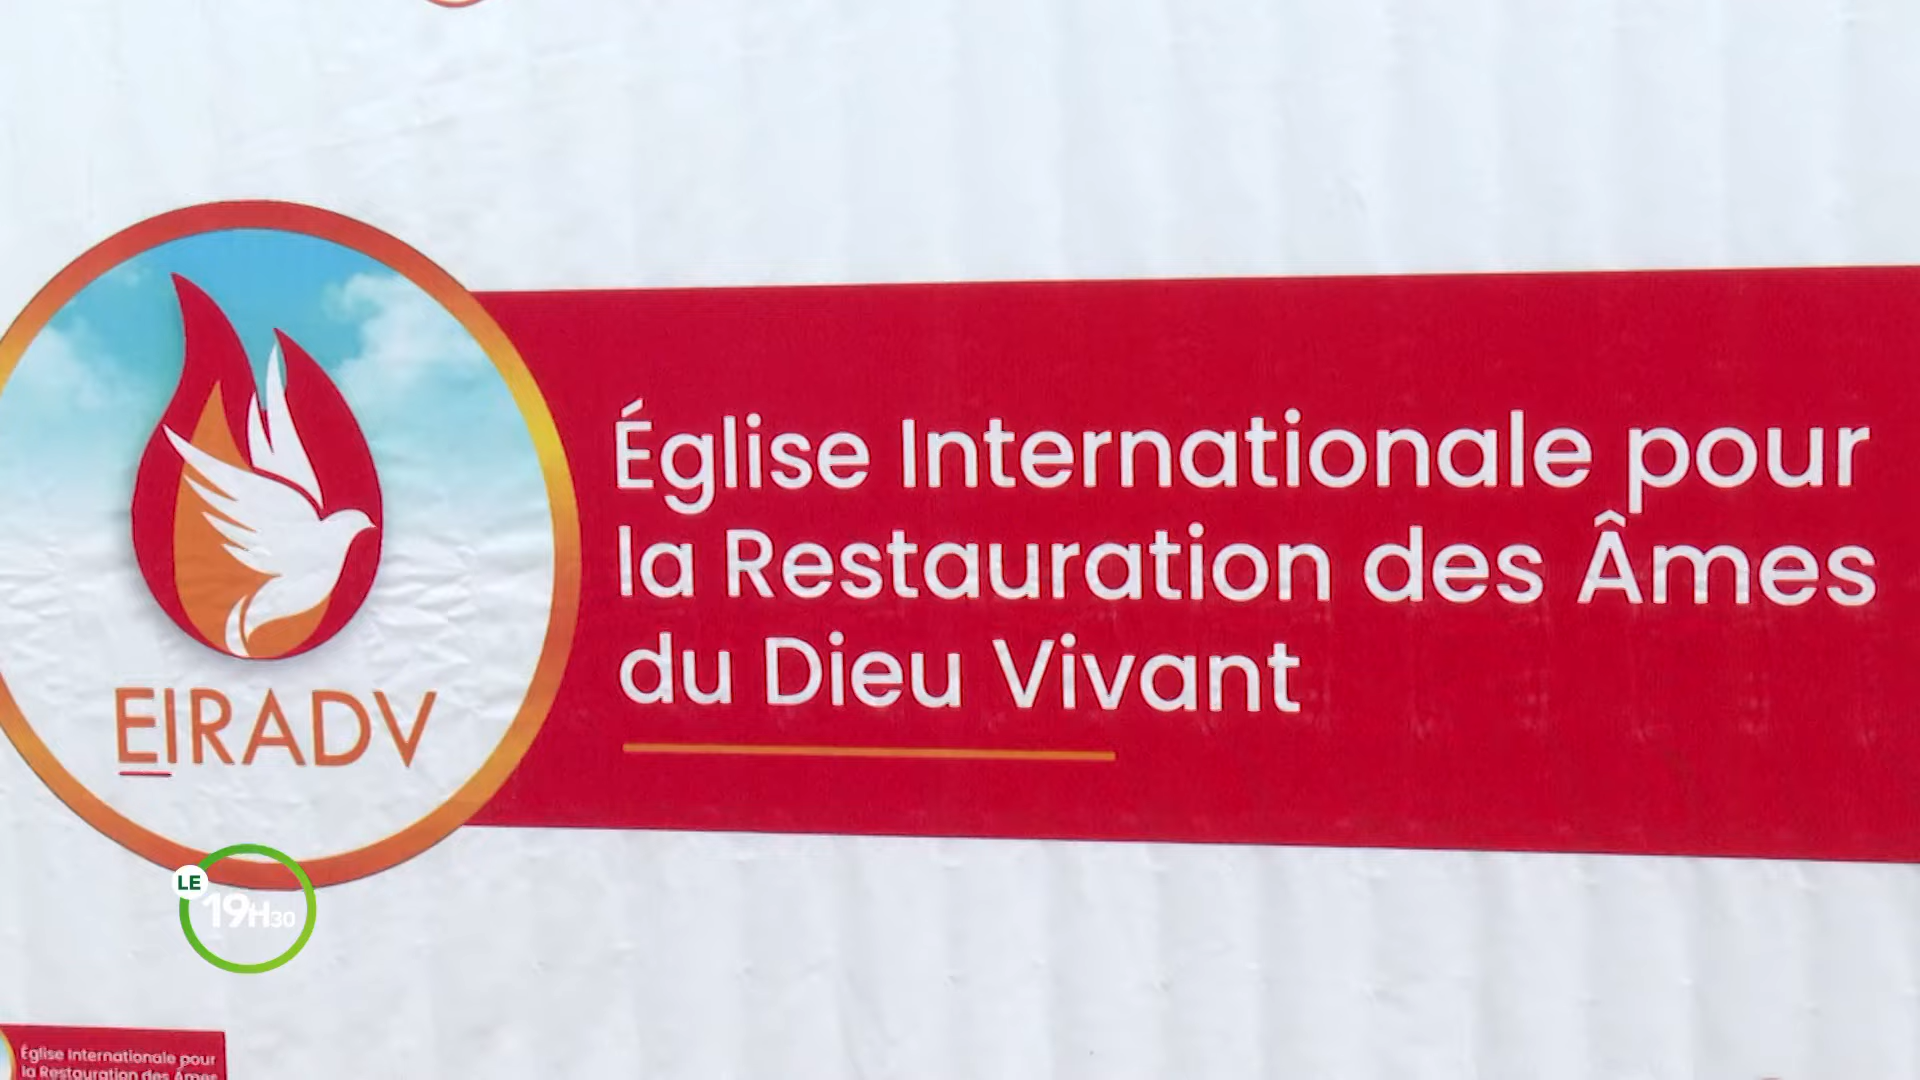 Église Internationale pour
la Restauration des Âmes
du Dieu Vivant
EIRADV
LE
19H30
Église Internationale pour
la Restauration des Âmes